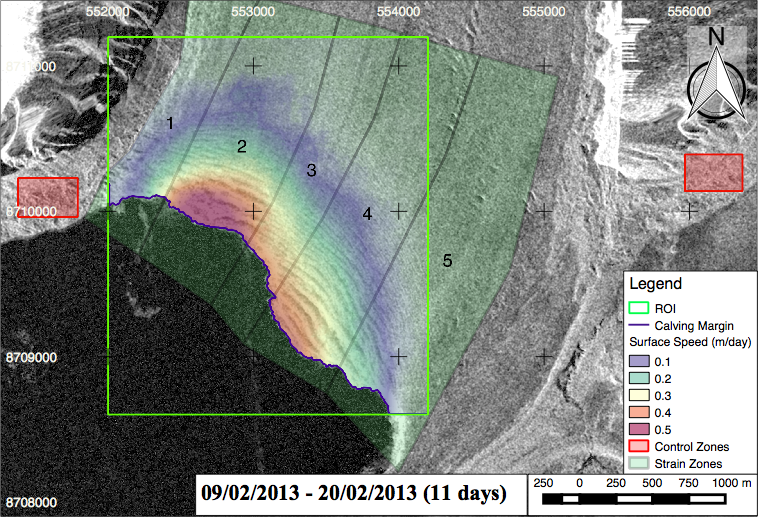 552000 553000 554000 555000 556000
N
8711000
1
2
3
4
8710000
5
Legend
ROI
Calving Margin
Surface Speed (m/day)
0.1
0.2
0.3
8709000
0.4
0.5
Control Zones
Strain Zones
09/02/2013 - 20/02/2013 (11 days)
250 0 250 500 750 1000 m
8708000